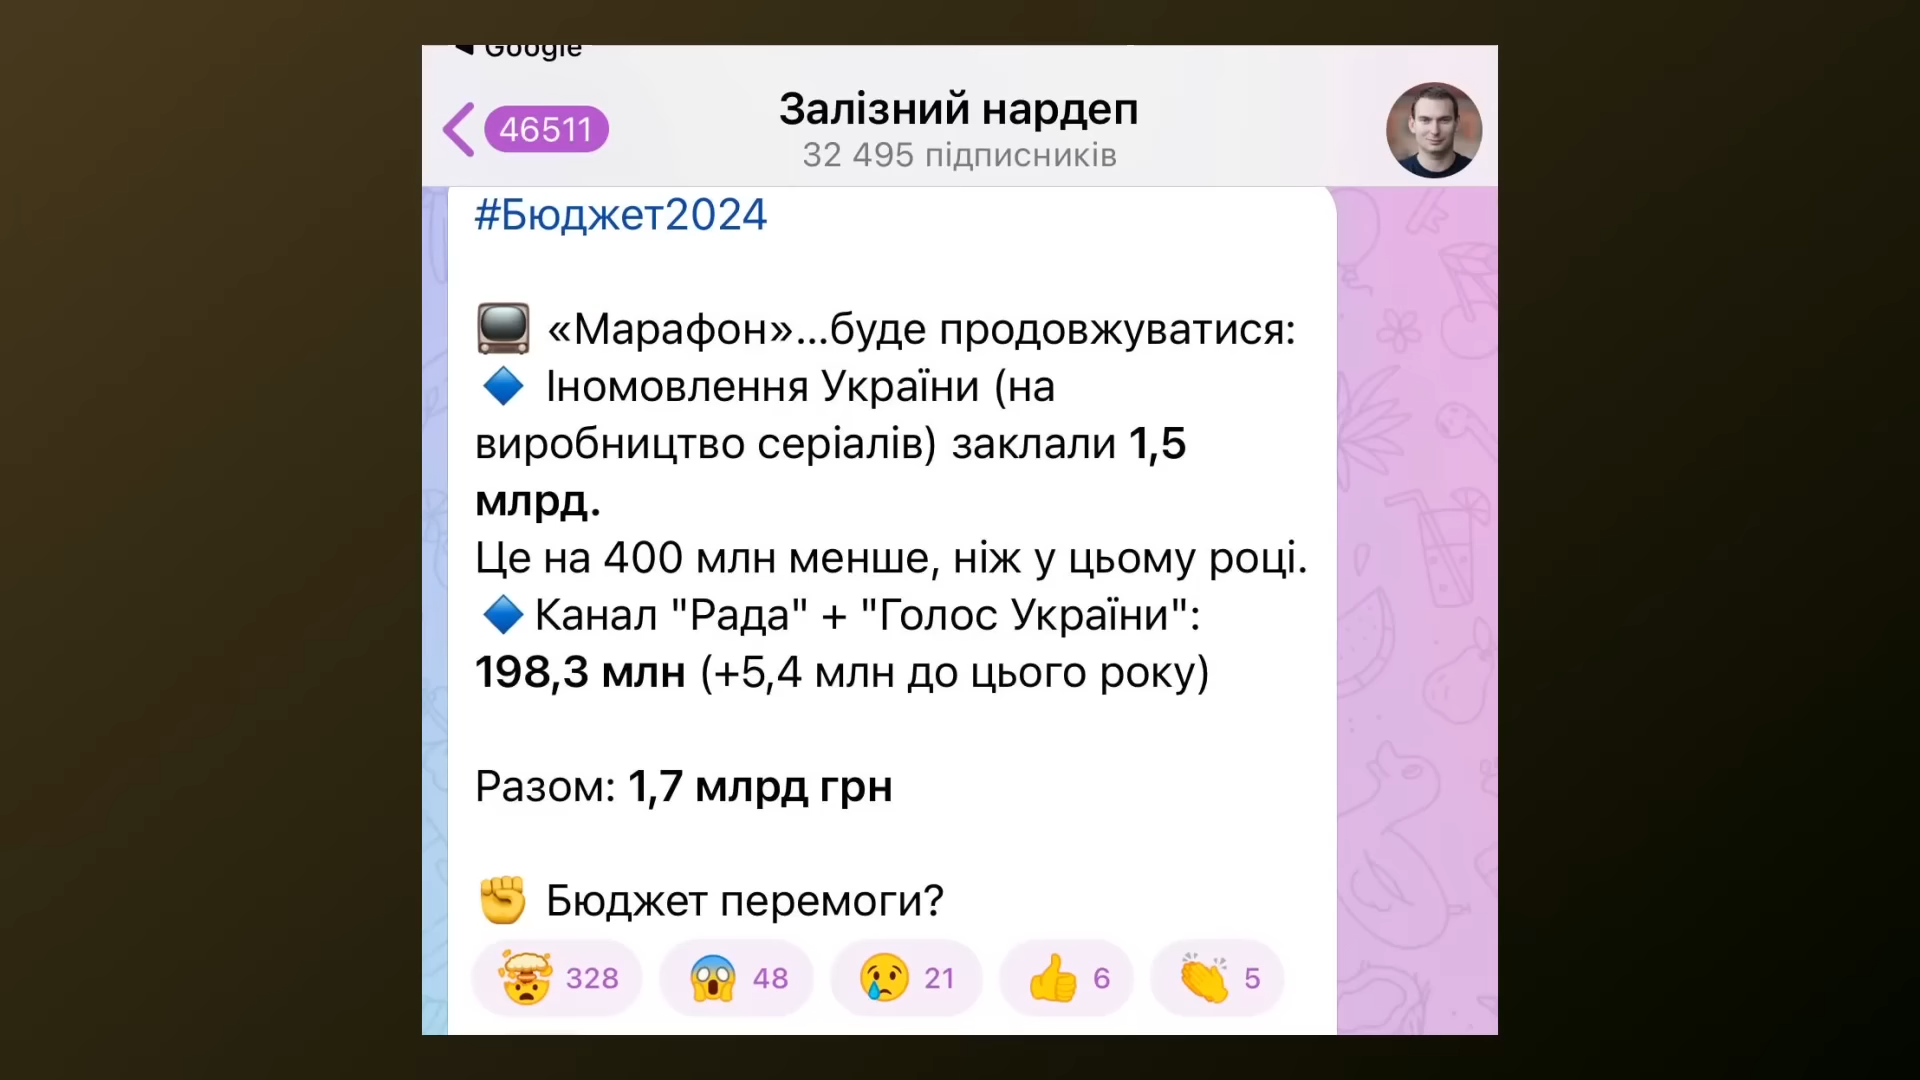 Google
46511
Залізний нардеп
32 495 підписників
#Бюджет2024
«Марафон»...буде продовжуватися:
Іномовлення України (на
виробництво серіалів) заклали 1,5
млрд.
Це на 400 млн менше, ніж у цьому році.
Канал "Рада" + "Голос України":
198,3 млн (+5,4 млн до цього року)
Разом: 1,7 млрд грн
Бюджет перемоги?
328 48 21 6 5